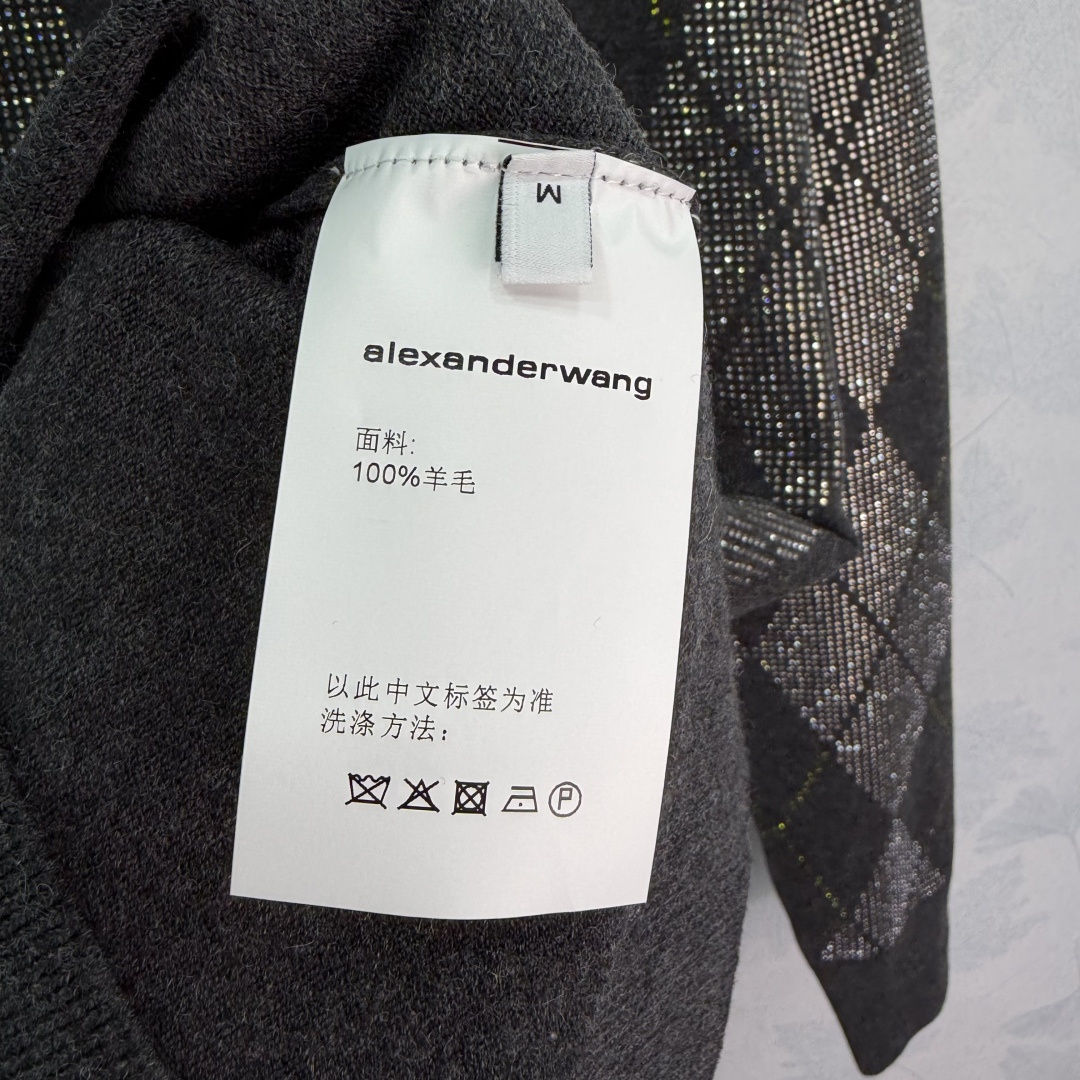 M
alexanderwang
面料:
100%羊毛
以此中文标签为准
洗涤方法：
P